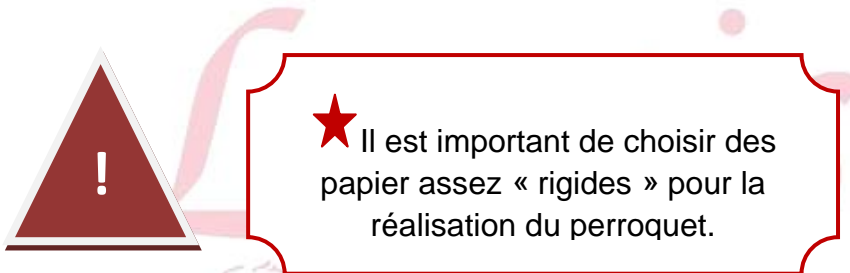 !
Il est important de choisir des
papier assez « rigides » pour la
réalisation du perroquet.